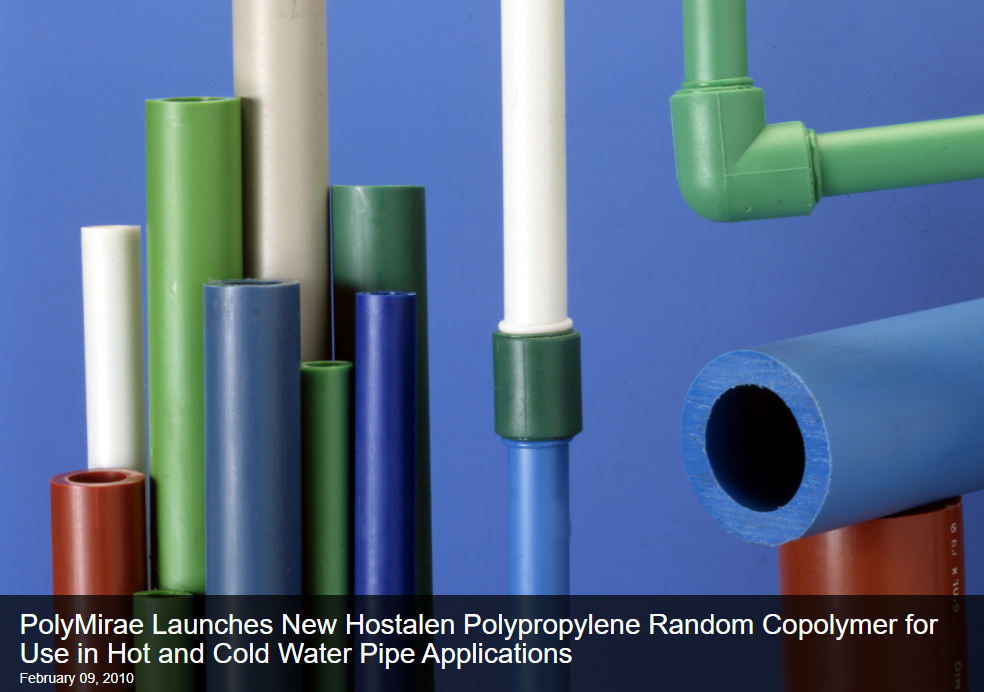 PolyMirae Launches New Hostalen Polypropylene Random Copolymer for
Use in Hot and Cold Water Pipe Applications
February 09, 2010